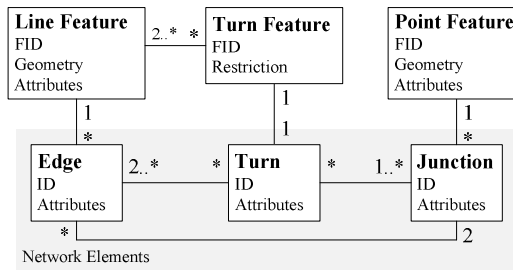 Line Feature
FID
Geometry
Attributes
2..* *
Turn Feature
FID
Restriction
Point Feature
FID
Geometry
Attributes
1
*
1
1
1
*
Edge
ID
Attributes
2..* *
Turn
ID
Attributes
* 1..*
Junction
ID
Attributes
* 2
Network Elements